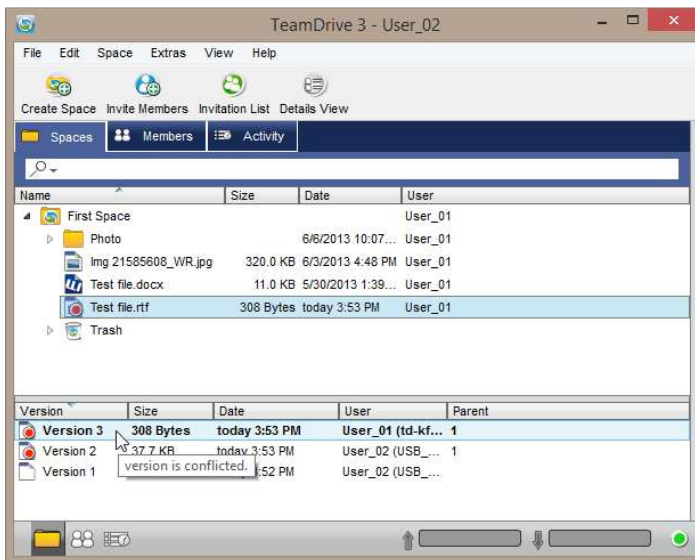 TeamDrive 3 - User_02
File Edit Space Extras View Help
Create Space Invite Members Invitation List Details View
Spaces Members Activity
Name Size Date User
First Space User_01
Photo 6/6/2013 10:07... User_01
Img 21585608_WR.jpg 320.0 KB 6/3/2013 4:48 PM User_01
Test file.docx 11.0 KB 5/30/2013 1:39... User_01
Test file.rtf 308 Bytes today 3:53 PM User_01
Trash
Version Size Date User Parent
Version 3 308 Bytes today 3:53 PM User_01 (td-kf... 1
Version 2 37.7 KB today 3:53 PM User_02 (USB_... 1
Version 1 :52 PM User_02 (USB_...
version is conflicted.